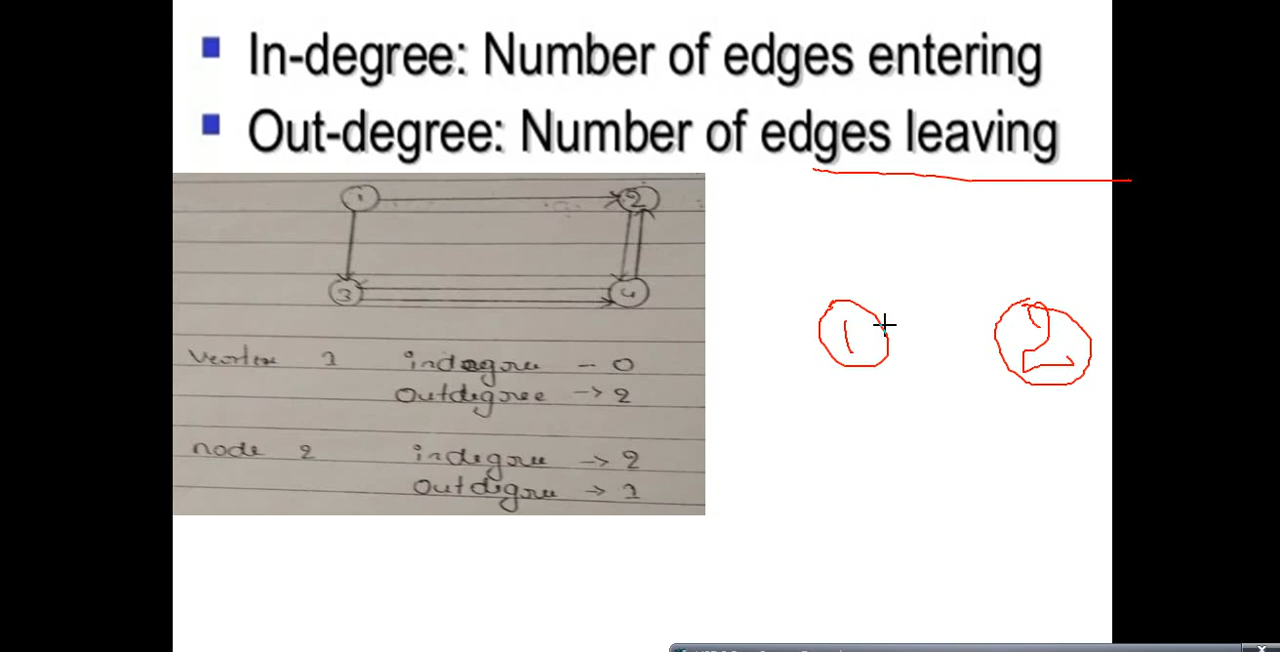 In-degree: Number of edges entering
Out-degree: Number of edges leaving
1 2
3 4
Vertex 1 indegree - 0
Outdegree -> 2
node 2 indegree -> 2
Outdegree -> 1
1 2